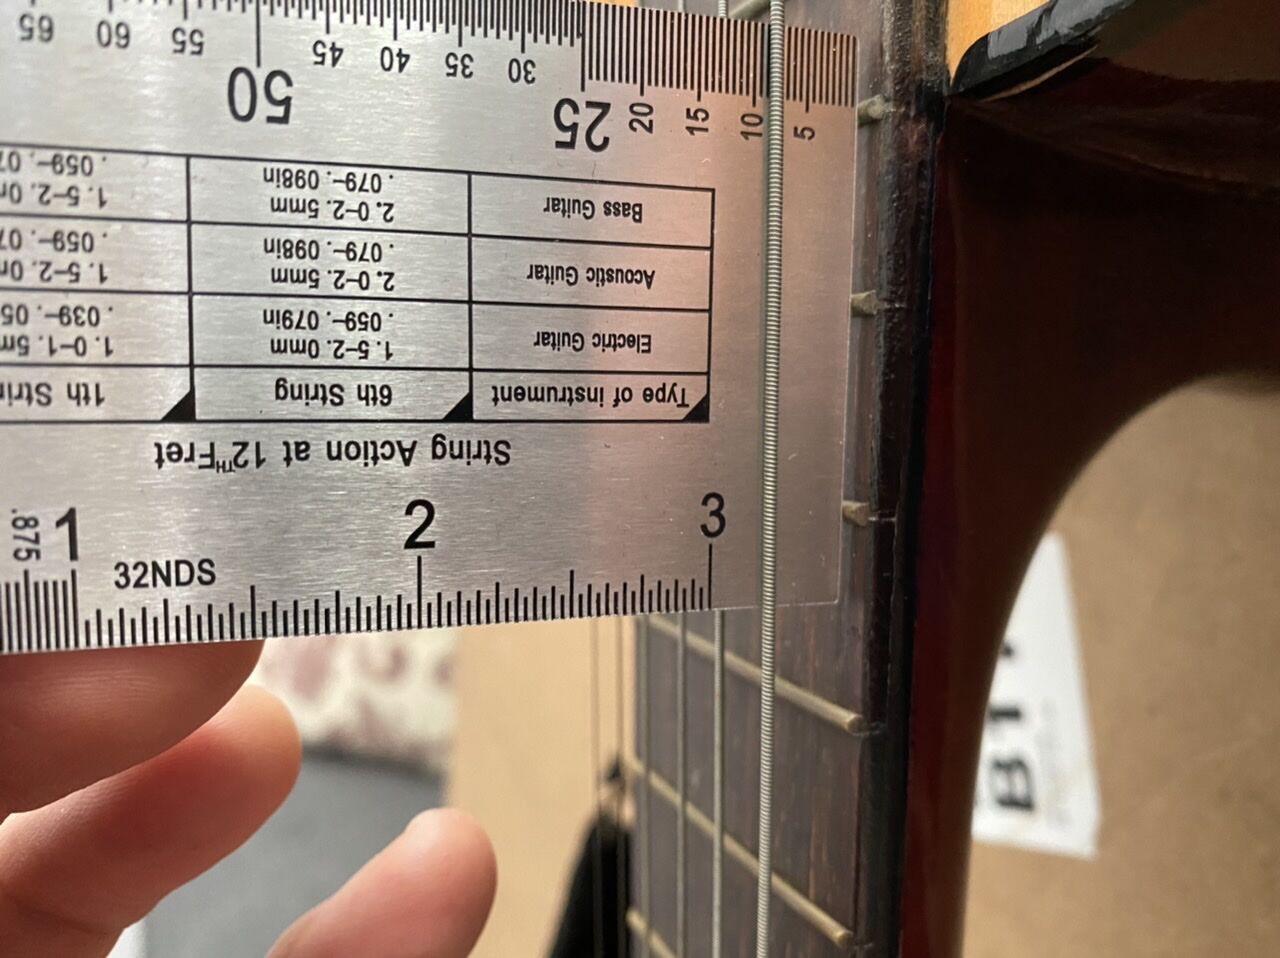 65 60 55 50 45 40 35 30 25 20 15 10 5
Bass Guitar 2.0-2.5mm
.079-.098in
Acoustic Guitar 2.0-2.5mm
.079-.098in
Electric Guitar 1.5-2.0mm
.059-.079in
Type of instrument 6th String
String Action at 12THFret
.875 1 2 3
32NDS